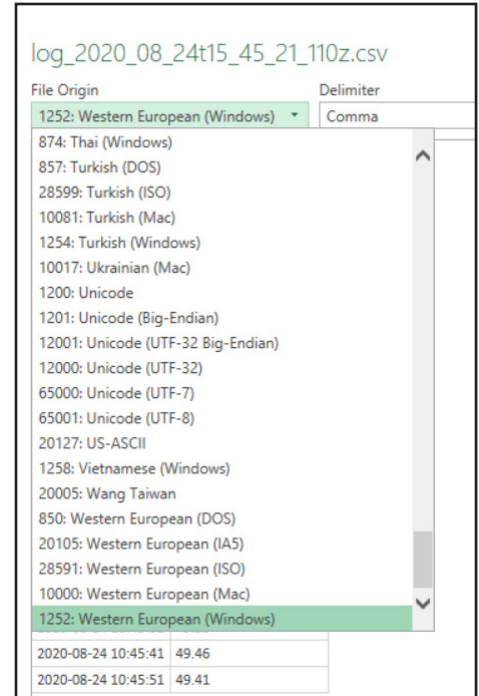 log_2020_08_24t15_45_21_110z.csv
File Origin Delimiter
1252: Western European (Windows) Comma
874: Thai (Windows)
857: Turkish (DOS)
28599: Turkish (ISO)
10081: Turkish (Mac)
1254: Turkish (Windows)
10017: Ukrainian (Mac)
1200: Unicode
1201: Unicode (Big-Endian)
12001: Unicode (UTF-32 Big-Endian)
12000: Unicode (UTF-32)
65000: Unicode (UTF-7)
65001: Unicode (UTF-8)
20127: US-ASCII
1258: Vietnamese (Windows)
20005: Wang Taiwan
850: Western European (DOS)
20105: Western European (IA5)
28591: Western European (ISO)
10000: Western European (Mac)
1252: Western European (Windows)
2020-08-24 10:45:41 49.46
2020-08-24 10:45:51 49.41